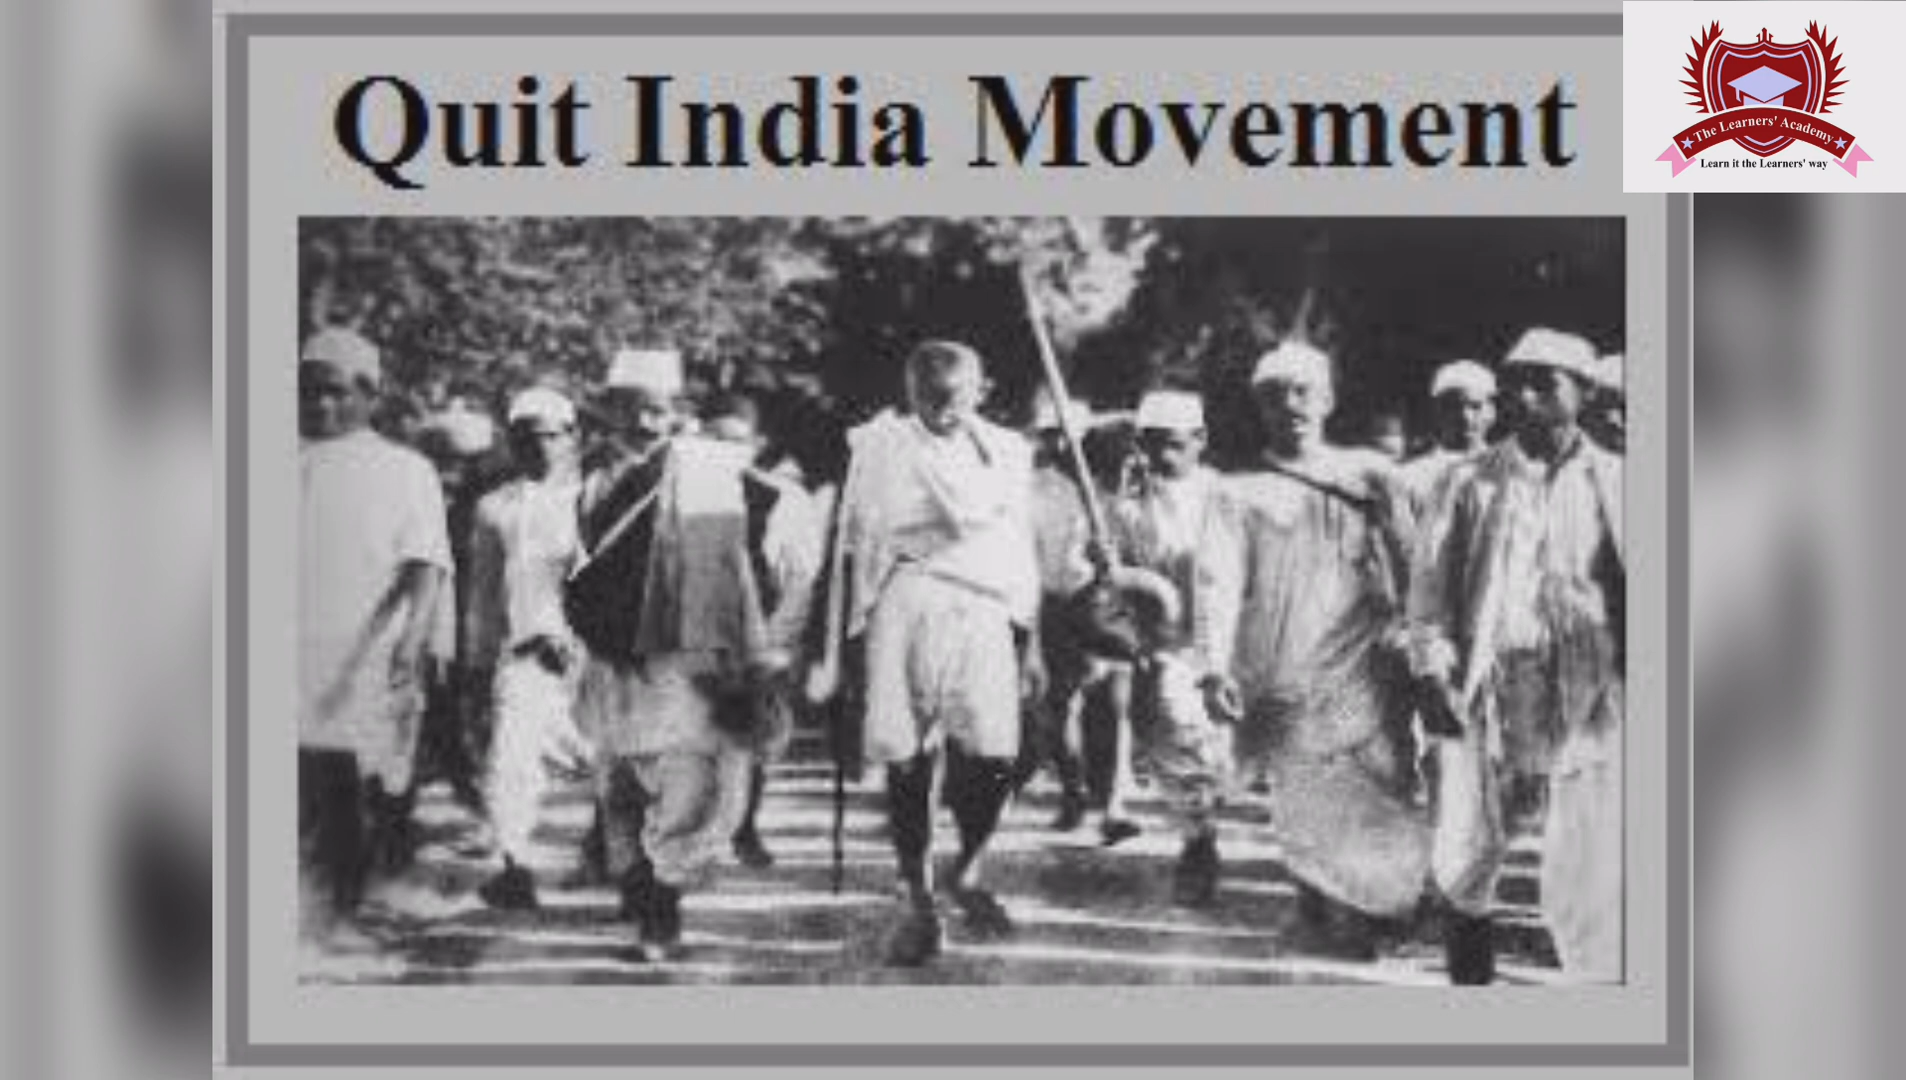 Quit India Movement
The Learners' Academy
Learn it the Learners' way